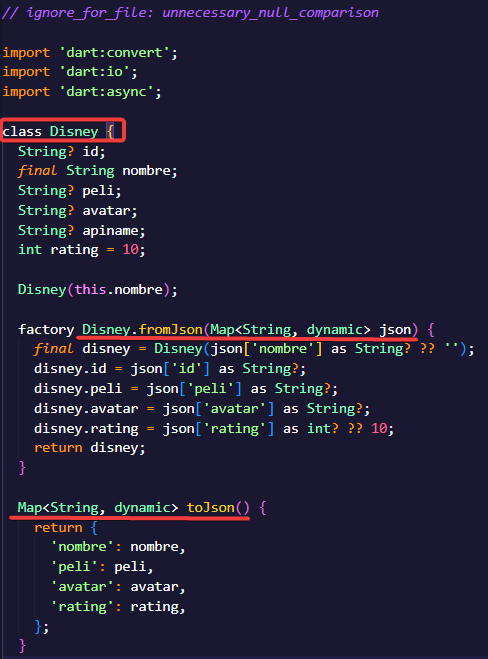 // ignore_for_file: unnecessary_null_comparison
import 'dart:convert';
import 'dart:io';
import 'dart:async';
class Disney {
String? id;
final String nombre;
String? peli;
String? avatar;
String? apiname;
int rating = 10;
Disney(this.nombre);
factory Disney.fromJson(Map<String, dynamic> json) {
final disney = Disney(json['nombre'] as String? ?? '');
disney.id = json['id'] as String?;
disney.peli = json['peli'] as String?;
disney.avatar = json['avatar'] as String?;
disney.rating = json['rating'] as int? ?? 10;
return disney;
}
Map<String, dynamic> toJson() {
return {
'nombre': nombre,
'peli': peli,
'avatar': avatar,
'rating': rating,
};
}